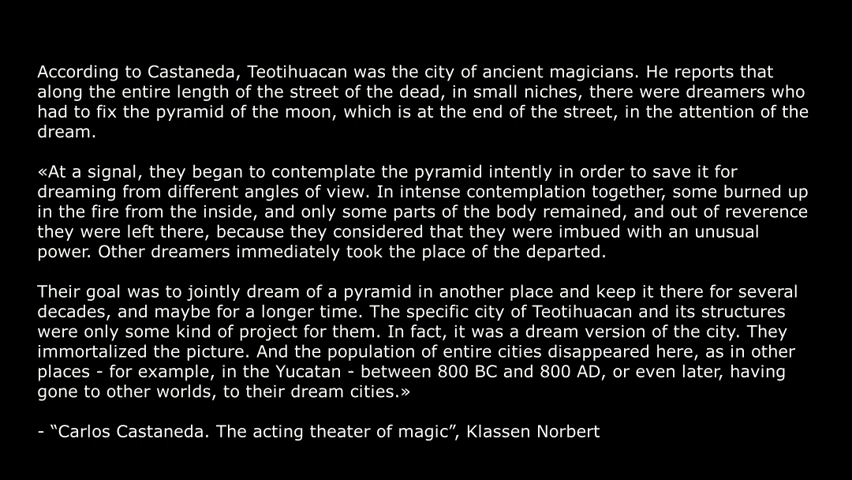 According to Castaneda, Teotihuacan was the city of ancient magicians. He reports that
along the entire length of the street of the dead, in small niches, there were dreamers who
had to fix the pyramid of the moon, which is at the end of the street, in the attention of the
dream.
«At a signal, they began to contemplate the pyramid intently in order to save it for
dreaming from different angles of view. In intense contemplation together, some burned up
in the fire from the inside, and only some parts of the body remained, and out of reverence
they were left there, because they considered that they were imbued with an unusual
power. Other dreamers immediately took the place of the departed.
Their goal was to jointly dream of a pyramid in another place and keep it there for several
decades, and maybe for a longer time. The specific city of Teotihuacan and its structures
were only some kind of project for them. In fact, it was a dream version of the city. They
immortalized the picture. And the population of entire cities disappeared here, as in other
places - for example, in the Yucatan - between 800 BC and 800 AD, or even later, having
gone to other worlds, to their dream cities.»
- “Carlos Castaneda. The acting theater of magic”, Klassen Norbert